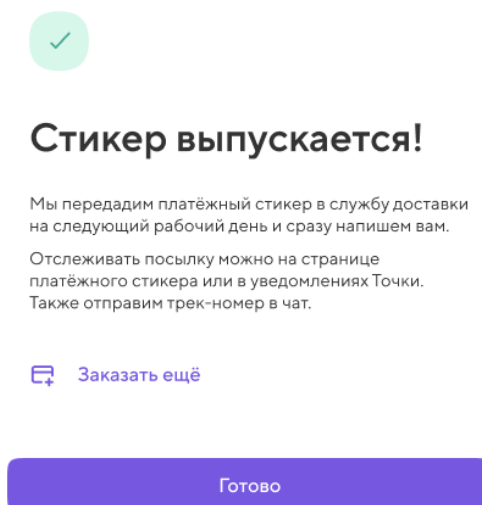 Стикер выпускается!
Мы передадим платёжный стикер в службу доставки
на следующий рабочий день и сразу напишем вам.
Отслеживать посылку можно на странице
платёжного стикера или в уведомлениях Точки.
Также отправим трек-номер в чат.
Заказать ещё
Готово